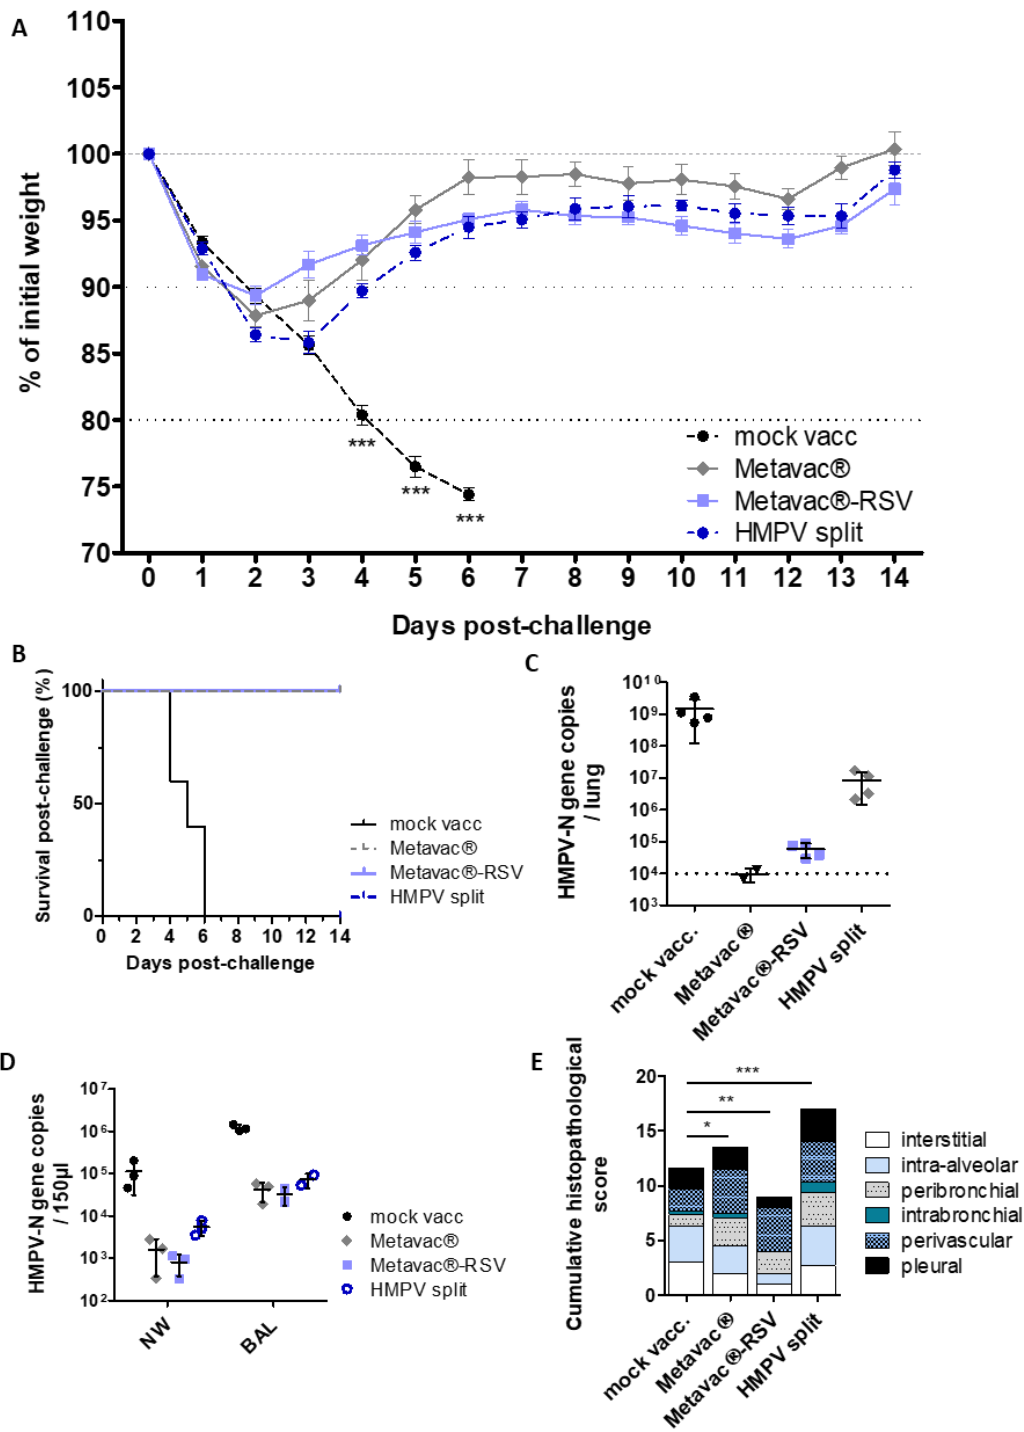 A
110
105
100
95
90
85
80
75
70
% of initial weight
***
***
***
mock vacc
Metavac®
Metavac®-RSV
HMPV split
0 1 2 3 4 5 6 7 8 9 10 11 12 13 14
Days post-challenge
B
Survival post-challenge (%)
100
50
0
0 2 4 6 8 10 12 14
Days post-challenge
mock vacc
Metavac®
Metavac®-RSV
HMPV split
C
HMPV-N gene copies
/ lung
10¹⁰
10⁹
10⁸
10⁷
10⁶
10⁵
10⁴
10³
mock vacc.
Metavac®
Metavac®-RSV
HMPV split
D
HMPV-N gene copies
/ 150µl
10⁷
10⁶
10⁵
10⁴
10³
10²
NW
BAL
mock vacc
Metavac®
Metavac®-RSV
HMPV split
E
Cumulative histopathological
score
20
15
10
5
0
***
**
*
mock vacc.
Metavac®
Metavac®-RSV
HMPV split
interstitial
intra-alveolar
peribronchial
intrabronchial
perivascular
pleural